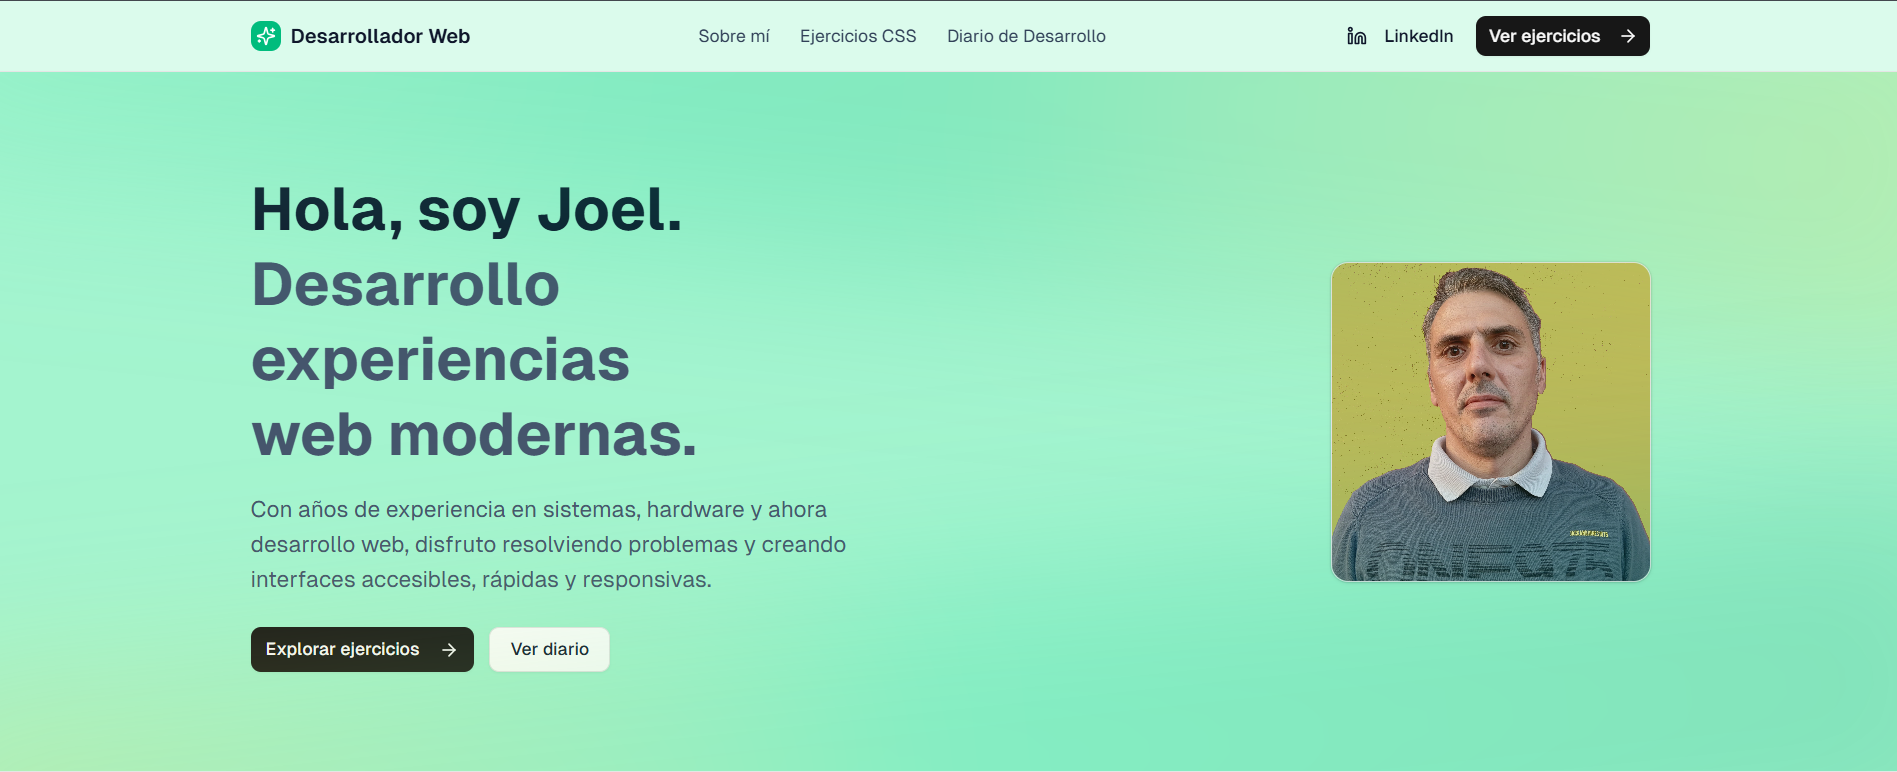 Desarrollador Web
Sobre mí
Ejercicios CSS
Diario de Desarrollo
LinkedIn
Ver ejercicios
Hola, soy Joel.
Desarrollo
experiencias
web modernas.
Con años de experiencia en sistemas, hardware y ahora
desarrollo web, disfruto resolviendo problemas y creando
interfaces accesibles, rápidas y responsivas.
Explorar ejercicios
Ver diario